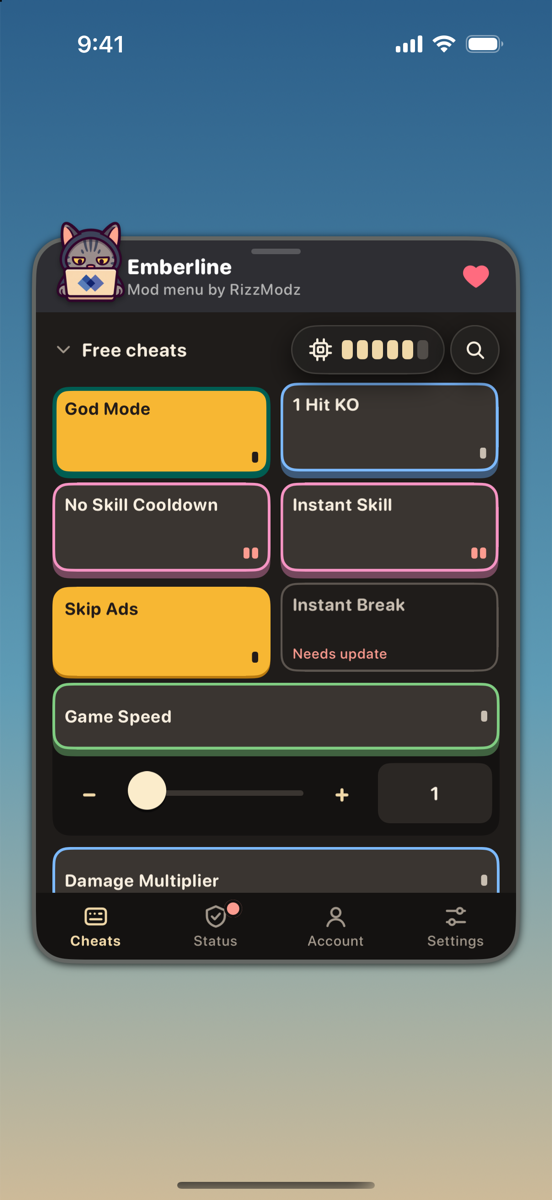 9:41
Emberline
Mod menu by RizzModz
Free cheats
God Mode
1 Hit KO
No Skill Cooldown
Instant Skill
Skip Ads
Instant Break
Needs update
Game Speed
− + 1
Damage Multiplier
Cheats Status Account Settings